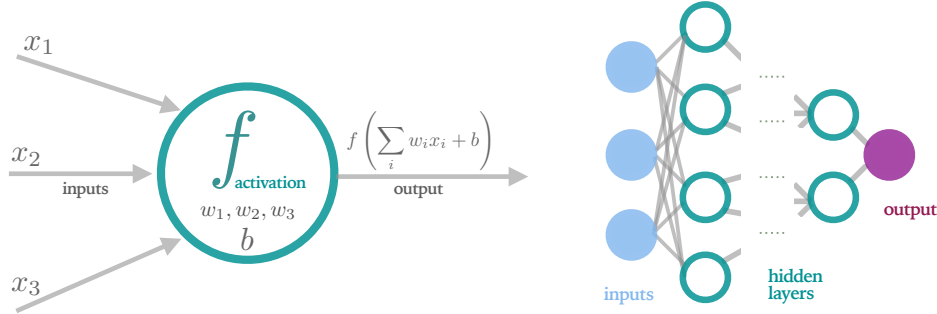 x₁
x₂
inputs
x₃
f
activation
w₁, w₂, w₃
b
f (∑ᵢ wᵢxᵢ + b)
output
.....
.....
.....
.....
inputs
hidden
layers
output